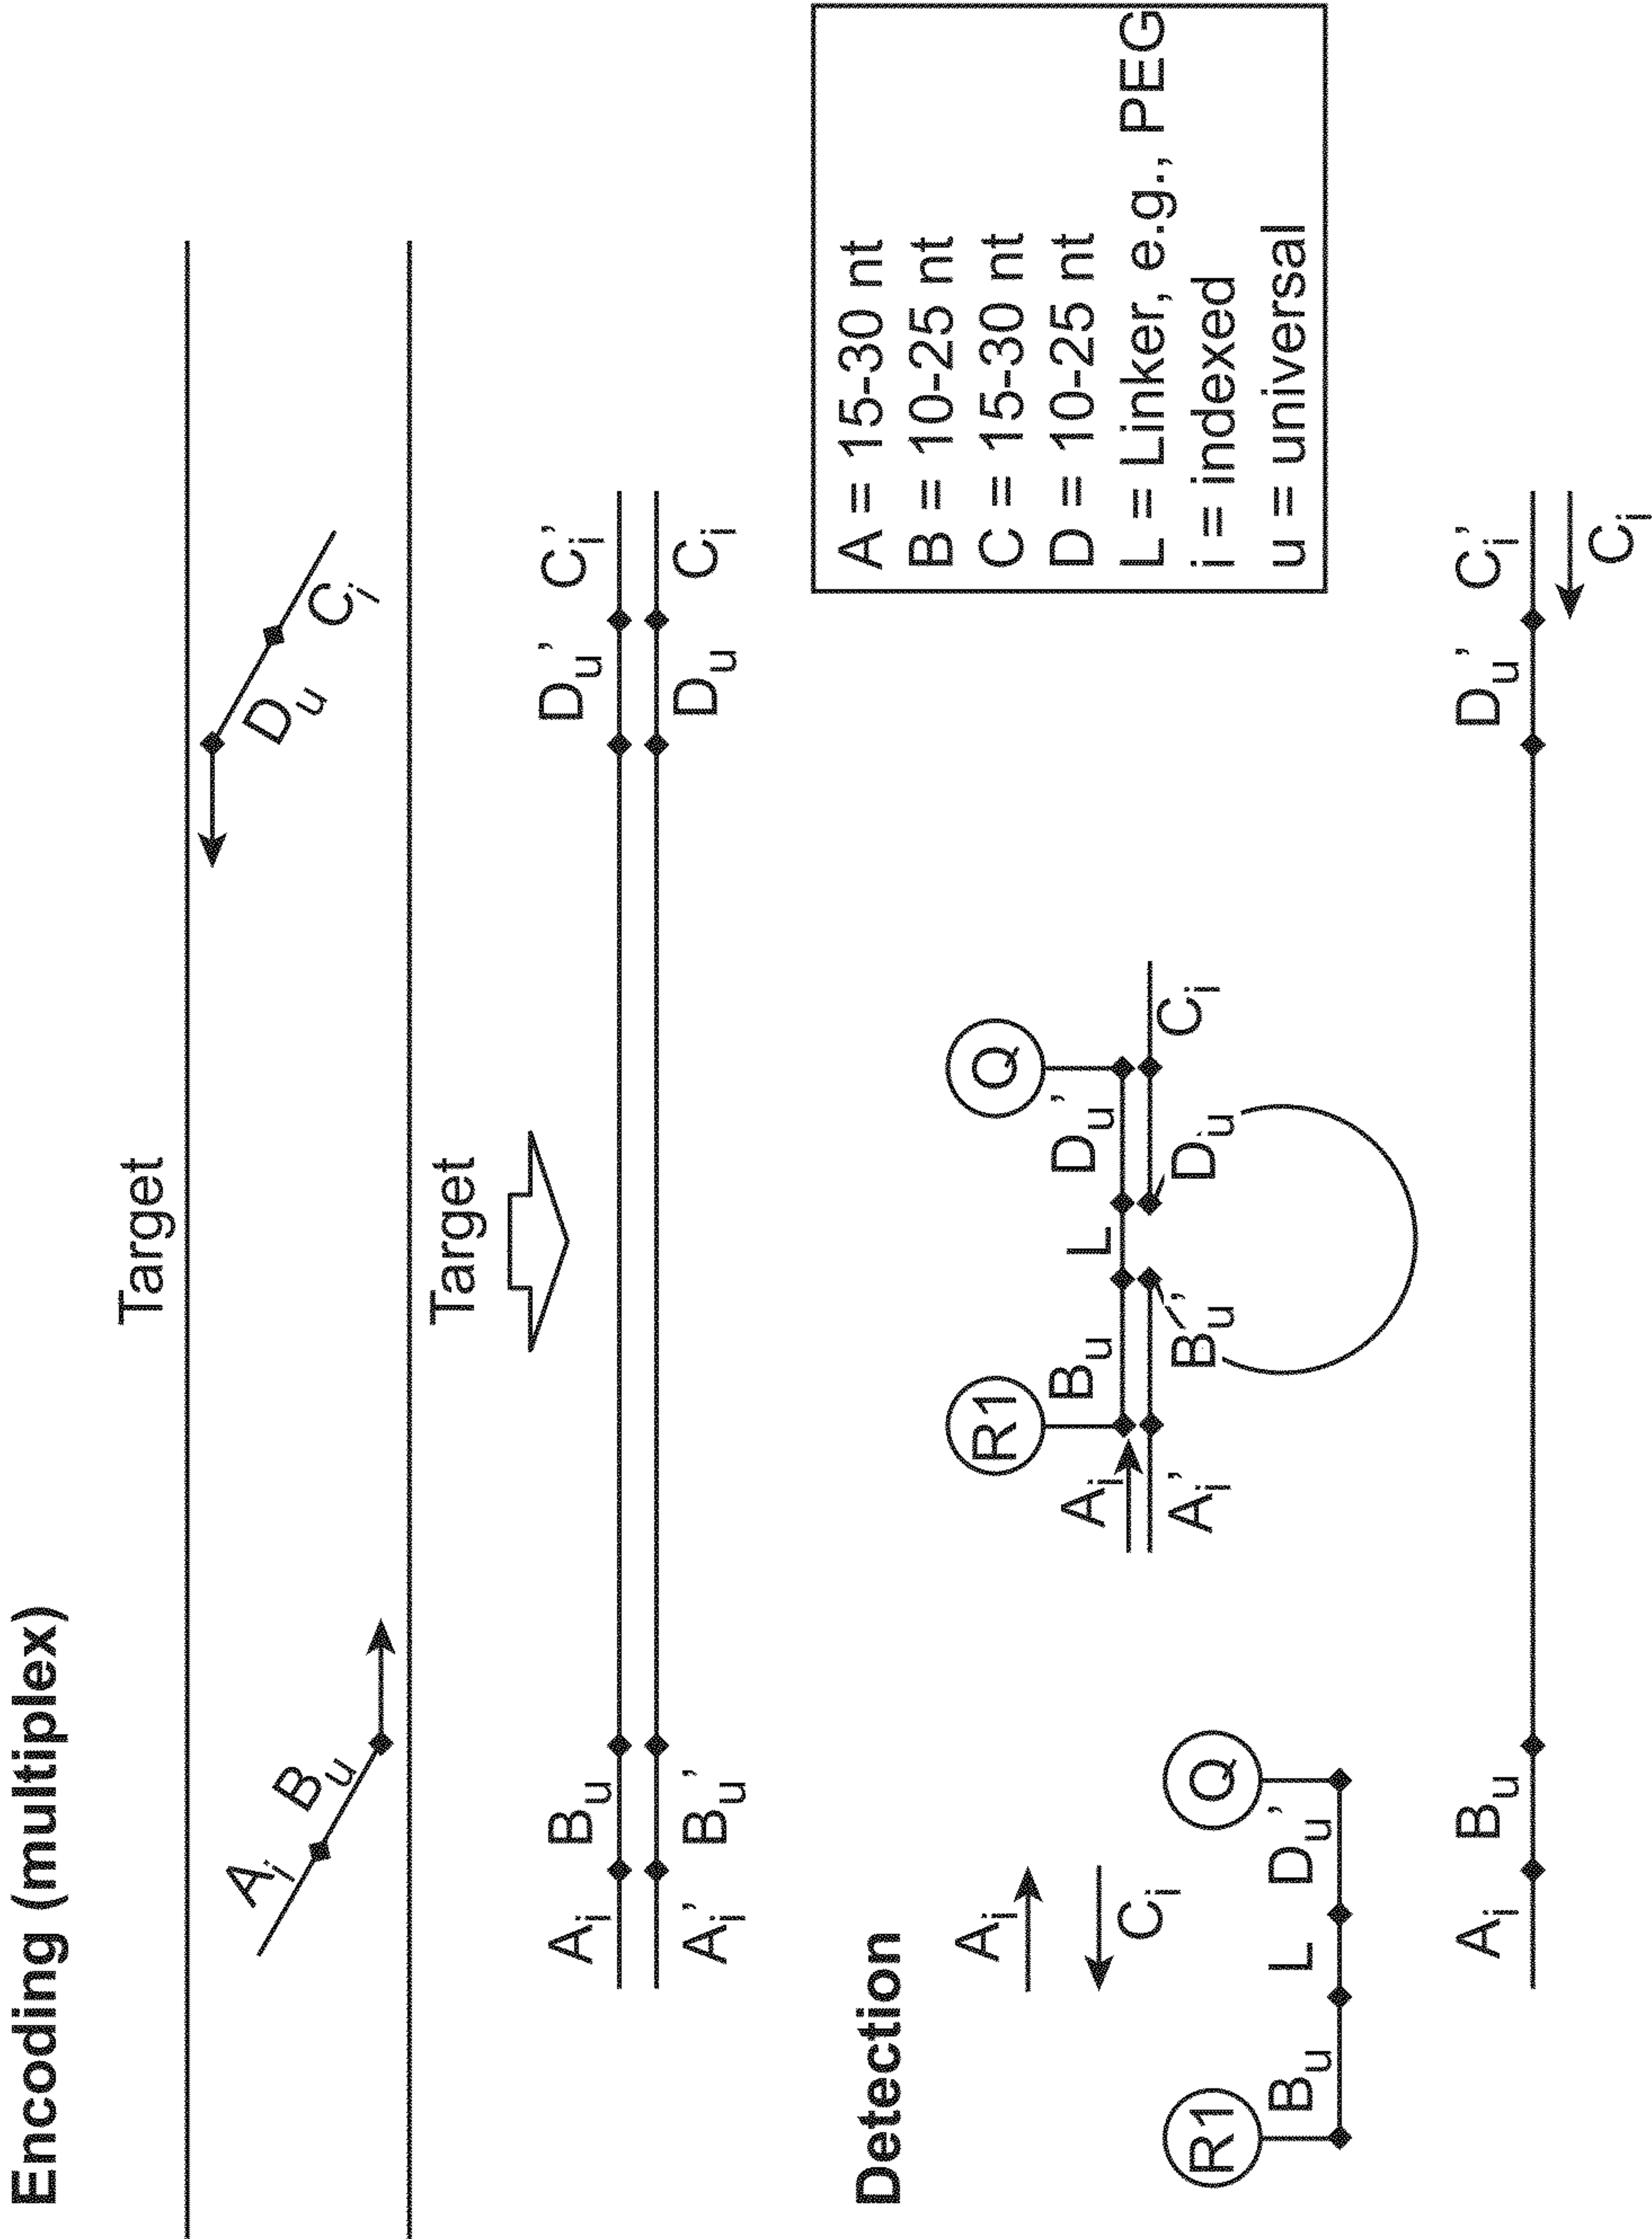 Encoding (multiplex)
Target
Ai Bu
Du Ci
Target
Ai Bu Du' Ci'
Ai' Bu' Du Ci
Detection
Ai
Ci
R1 Q
Bu L Du'
R1 Q
Ai Bu L Du'
Ai' Bu' Du Ci
A = 15-30 nt
B = 10-25 nt
C = 15-30 nt
D = 10-25 nt
L = Linker, e.g., PEG
i = indexed
u = universal
Ai Bu Du' Ci'
Ci